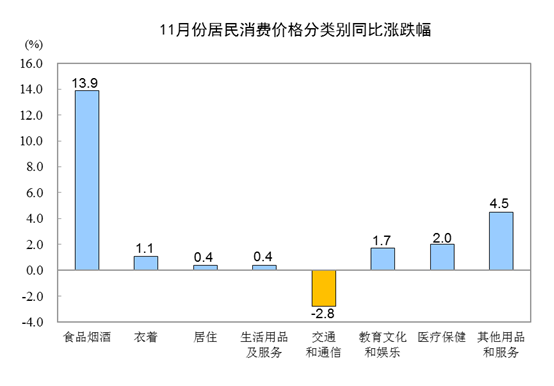 11月份居民消费价格分类别同比涨跌幅
(%)
16.0
14.0
12.0
10.0
8.0
6.0
4.0
2.0
0.0
-2.0
-4.0
13.9
1.1
0.4
0.4
-2.8
1.7
2.0
4.5
食品烟酒
衣着
居住
生活用品
及服务
交通
和通信
教育文化
和娱乐
医疗保健
其他用品
和服务